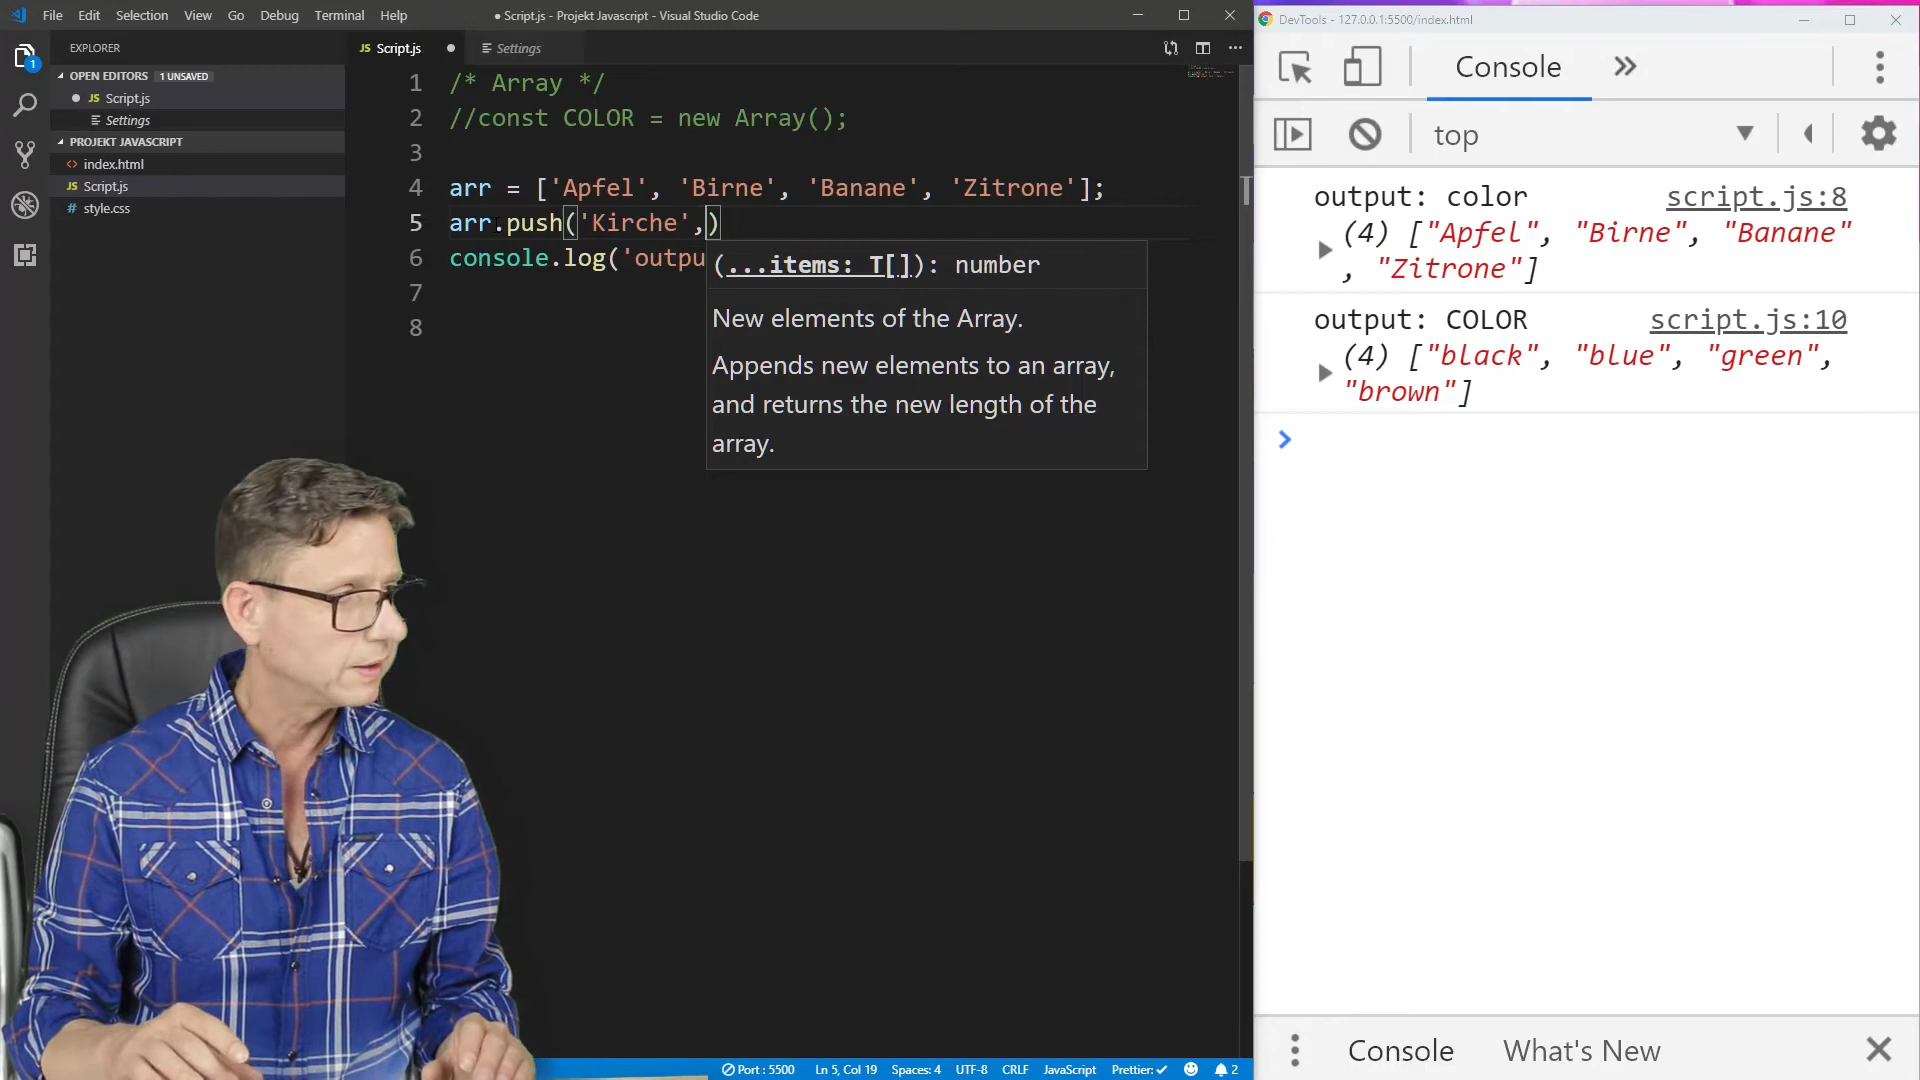 File Edit Selection View Go Debug Terminal Help
● Script.js - Projekt Javascript - Visual Studio Code
EXPLORER
OPEN EDITORS 1 UNSAVED
JS Script.js
Settings
PROJEKT JAVASCRIPT
<> index.html
JS Script.js
# style.css
1
JS Script.js ● Settings
1 /* Array */
2 //const COLOR = new Array();
3
4 arr = ['Apfel', 'Birne', 'Banane', 'Zitrone'];
5 arr.push('Kirche',)
6 console.log('outpu
7
8
(...items: T[]): number
New elements of the Array.
Appends new elements to an array,
and returns the new length of the
array.
Port : 5500 Ln 5, Col 19 Spaces: 4 UTF-8 CRLF JavaScript Prettier: ✓ 2
DevTools - 127.0.0.1:5500/index.html
Console »
top
output: color script.js:8
(4) ["Apfel", "Birne", "Banane"
, "Zitrone"]
output: COLOR script.js:10
(4) ["black", "blue", "green",
"brown"]
>
Console What's New